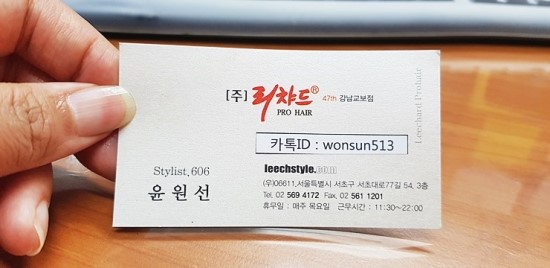 [주] 리챠드® 47th 강남교보점
PRO HAIR
Leechard Prohair
카톡ID : wonsun513
Stylist, 606
윤원선
leechstyle.com
(우)06611,서울특별시 서초구 서초대로77길 54, 3층
Tel. 02 569 4172 Fax. 02 561 1201
휴무일 : 매주 목요일 근무시간 : 11:30~22:00